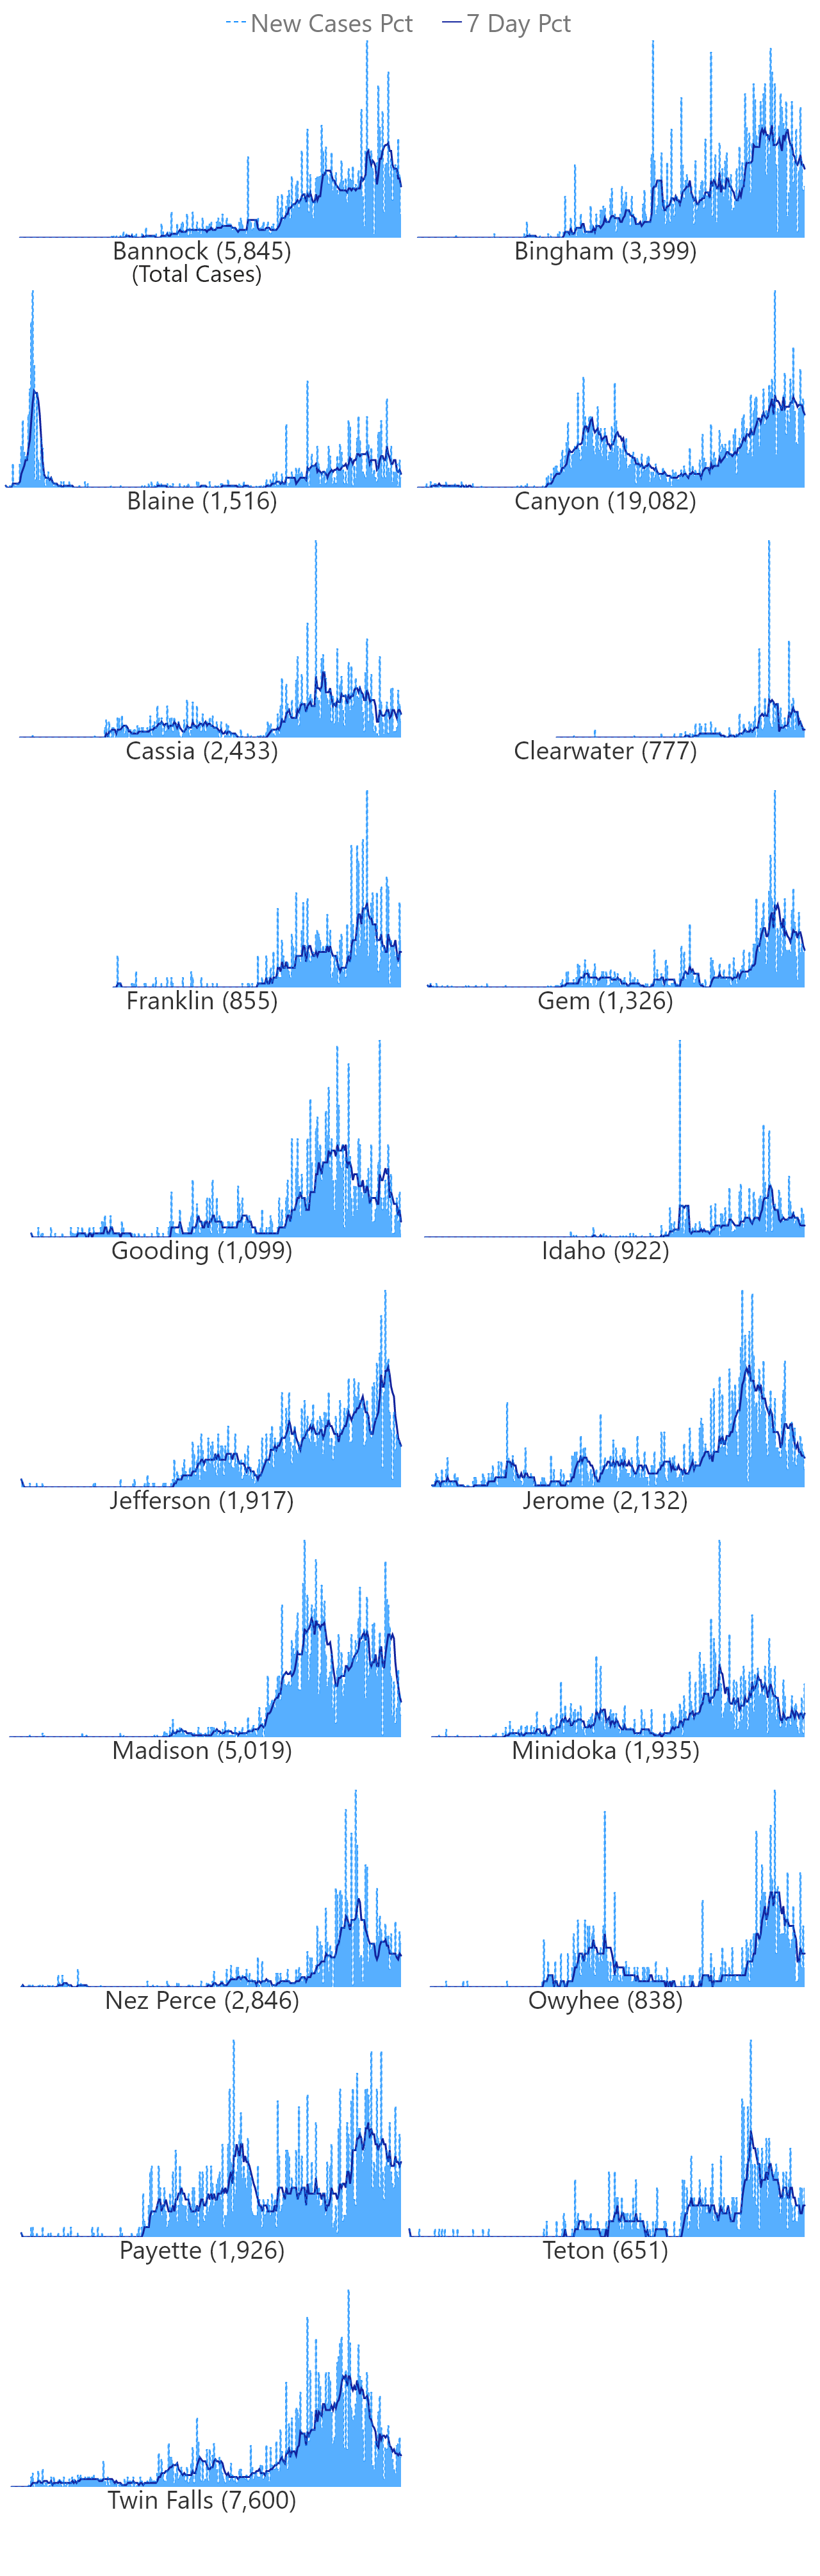 New Cases Pct 7 Day Pct
Bannock (5,845)
(Total Cases)
Bingham (3,399)
Blaine (1,516)
Canyon (19,082)
Cassia (2,433)
Clearwater (777)
Franklin (855)
Gem (1,326)
Gooding (1,099)
Idaho (922)
Jefferson (1,917)
Jerome (2,132)
Madison (5,019)
Minidoka (1,935)
Nez Perce (2,846)
Owyhee (838)
Payette (1,926)
Teton (651)
Twin Falls (7,600)